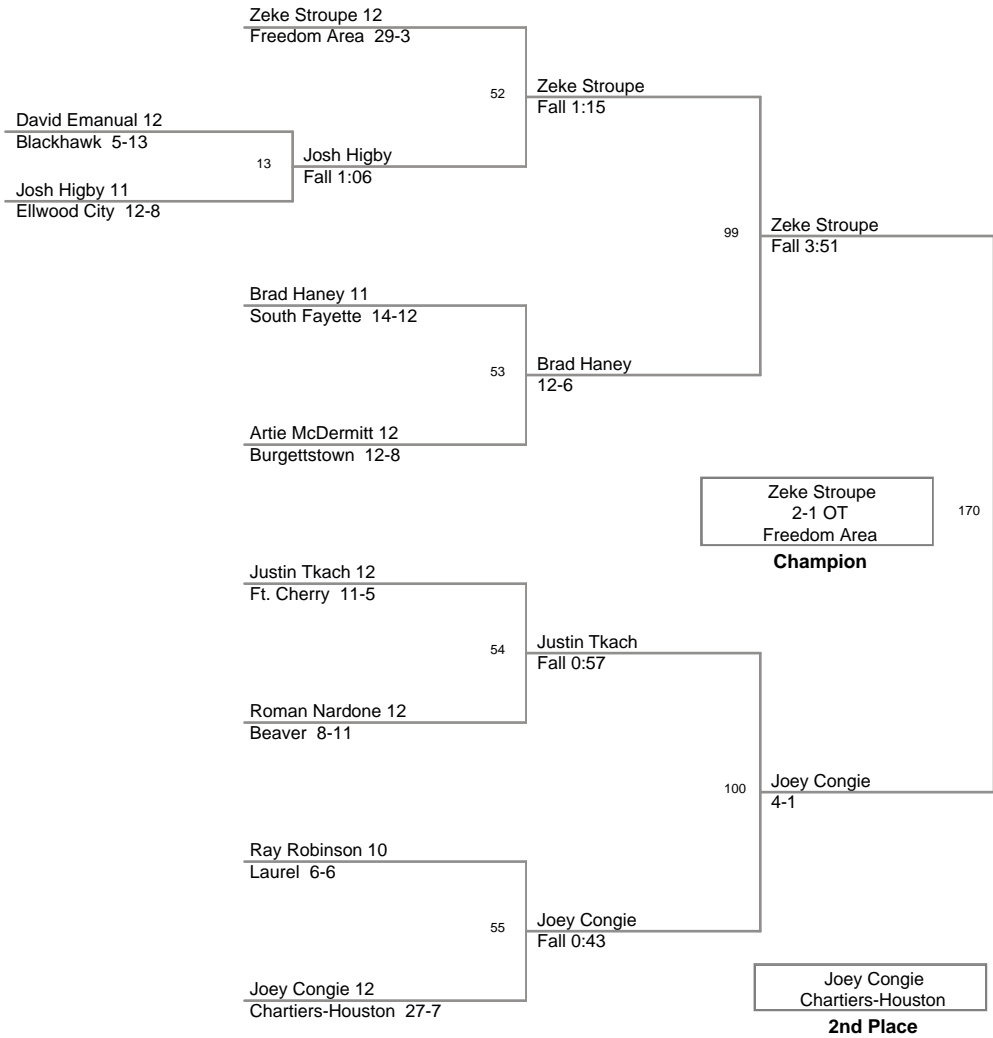 Zeke Stroupe 12
Freedom Area 29-3
52
Zeke Stroupe
Fall 1:15
David Emanual 12
Blackhawk 5-13
13
Josh Higby
Fall 1:06
Josh Higby 11
Ellwood City 12-8
99
Zeke Stroupe
Fall 3:51
Brad Haney 11
South Fayette 14-12
53
Brad Haney
12-6
Artie McDermitt 12
Burgettstown 12-8
Zeke Stroupe
2-1 OT
Freedom Area
170
Champion
Justin Tkach 12
Ft. Cherry 11-5
54
Justin Tkach
Fall 0:57
Roman Nardone 12
Beaver 8-11
100
Joey Congie
4-1
Ray Robinson 10
Laurel 6-6
55
Joey Congie
Fall 0:43
Joey Congie 12
Chartiers-Houston 27-7
Joey Congie
Chartiers-Houston
2nd Place